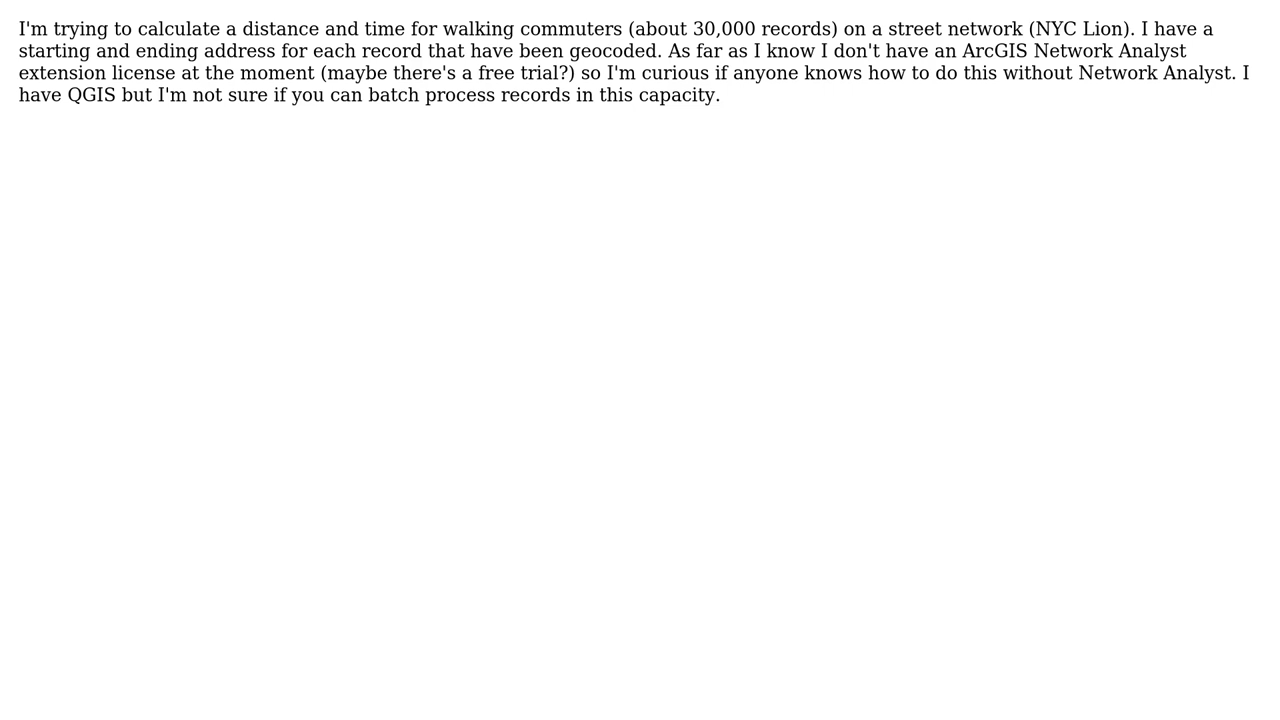 I'm trying to calculate a distance and time for walking commuters (about 30,000 records) on a street network (NYC Lion). I have a
starting and ending address for each record that have been geocoded. As far as I know I don't have an ArcGIS Network Analyst
extension license at the moment (maybe there's a free trial?) so I'm curious if anyone knows how to do this without Network Analyst. I
have QGIS but I'm not sure if you can batch process records in this capacity.